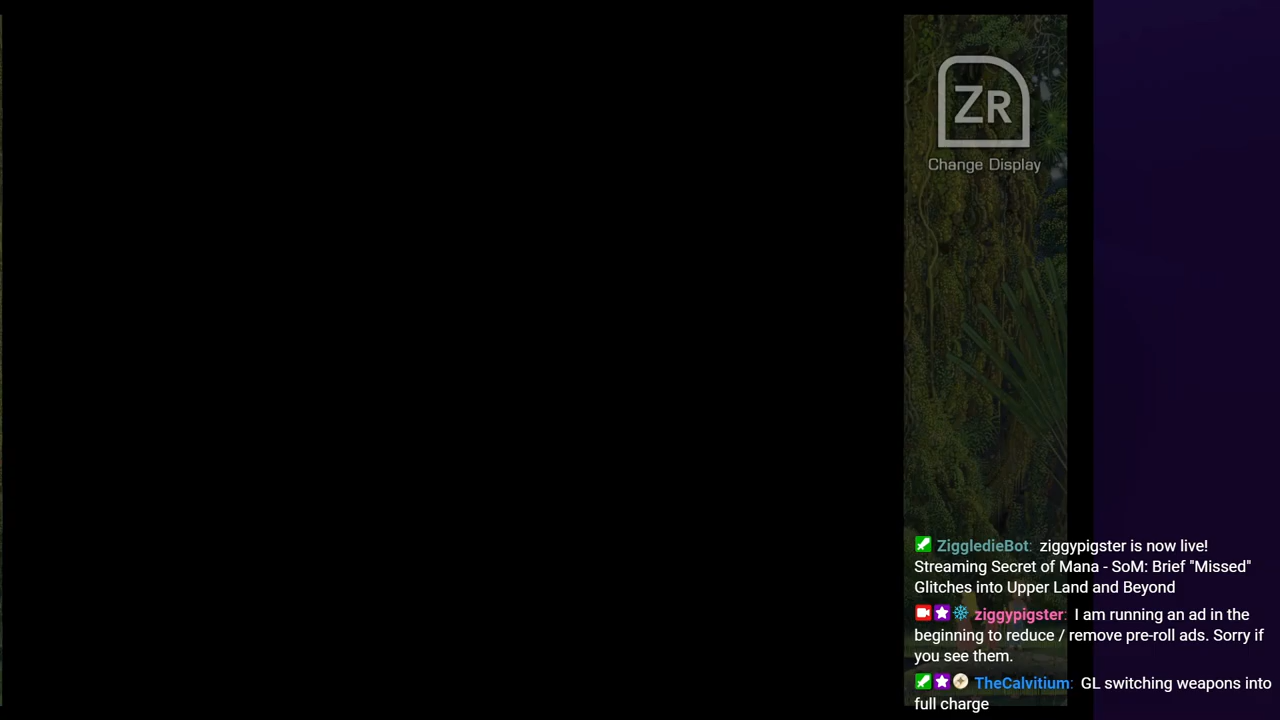 ZR
Change Display
ZiggledieBot: ziggypigster is now live!
Streaming Secret of Mana - SoM: Brief "Missed"
Glitches into Upper Land and Beyond
ziggypigster: I am running an ad in the
beginning to reduce / remove pre-roll ads. Sorry if
you see them.
TheCalvitium: GL switching weapons into
full charge